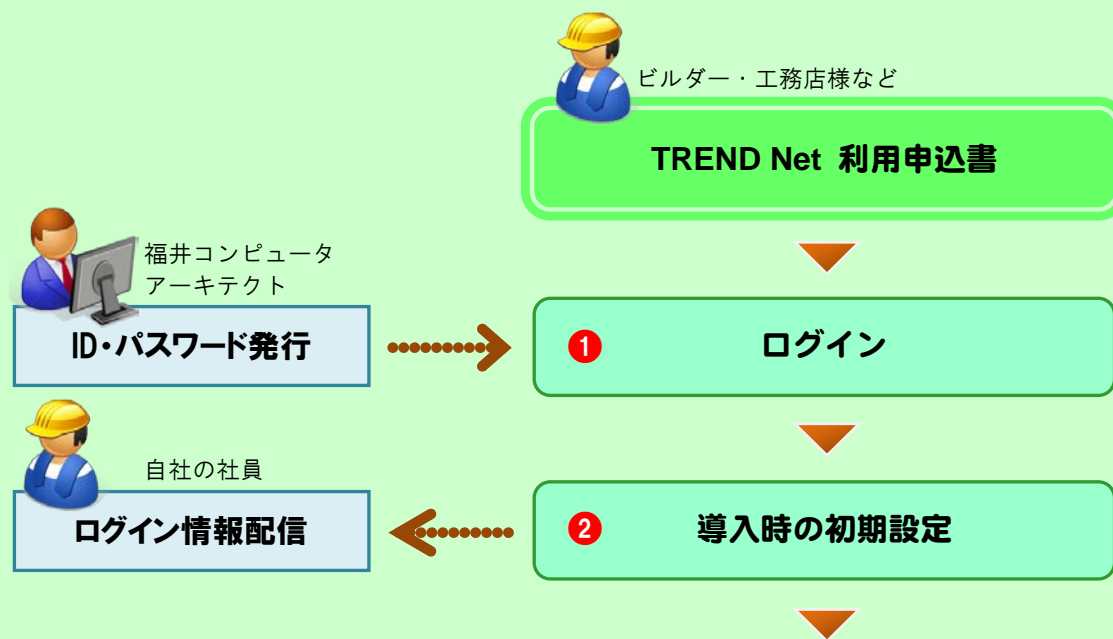 ビルダー・工務店様など
TREND Net 利用申込書
福井コンピュータ
アーキテクト
ID・パスワード発行
1 ログイン
自社の社員
ログイン情報配信
2 導入時の初期設定